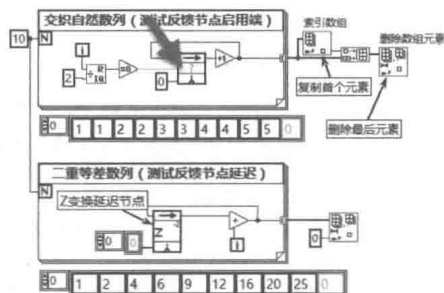 交织自然数列（测试反馈节点启用端）
索引数组
删除数组元素
10
N
i
2
R
IQ
=0
?
0
+1
复制首个元素
删除最后元素
0 1 1 2 2 3 3 4 4 5 5 0
二重等差数列（测试反馈节点延迟）
N
Z变换延迟节点
Z
0 0
+
i
0
0 1 2 4 6 9 12 16 20 25 0